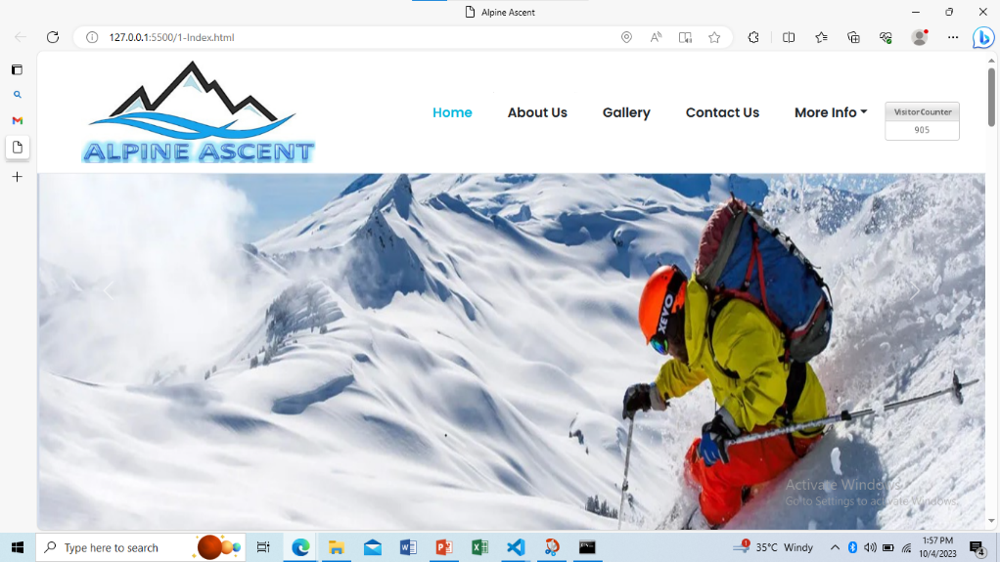 Alpine Ascent
127.0.0.1:5500/1-Index.html
ALPINE ASCENT
Home About Us Gallery Contact Us More Info
Visitor Counter
905
XEVO
Activate Windows
Go to Settings to activate Windows.
Type here to search
1
35°C Windy
1:57 PM
10/4/2023
4